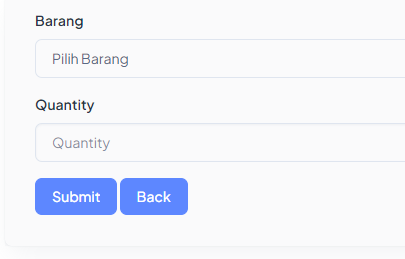 Barang
Pilih Barang
Quantity
Quantity
Submit Back